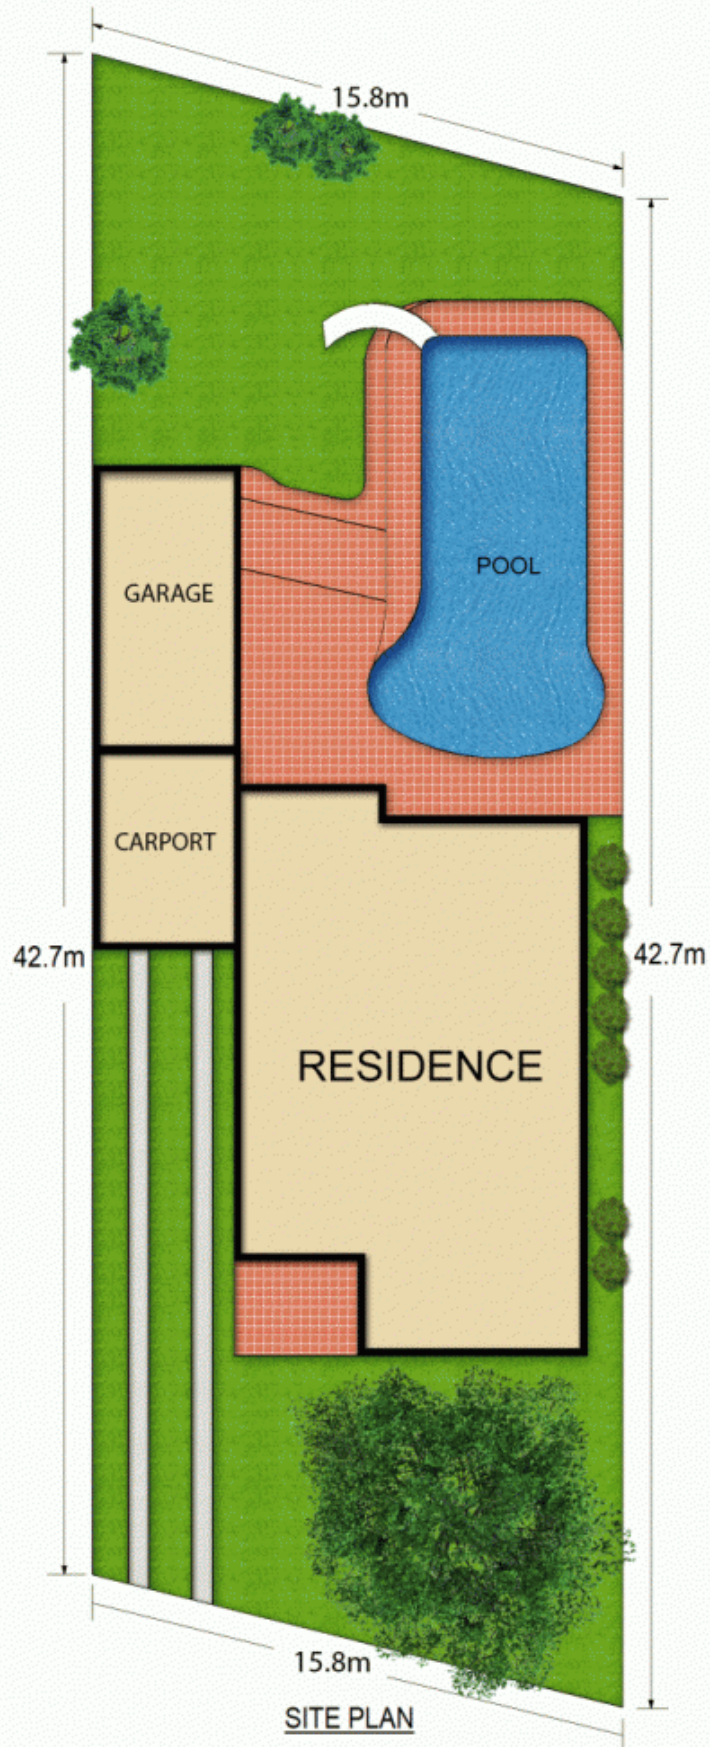 15.8m
POOL
GARAGE
CARPORT
42.7m
42.7m
RESIDENCE
15.8m
SITE PLAN